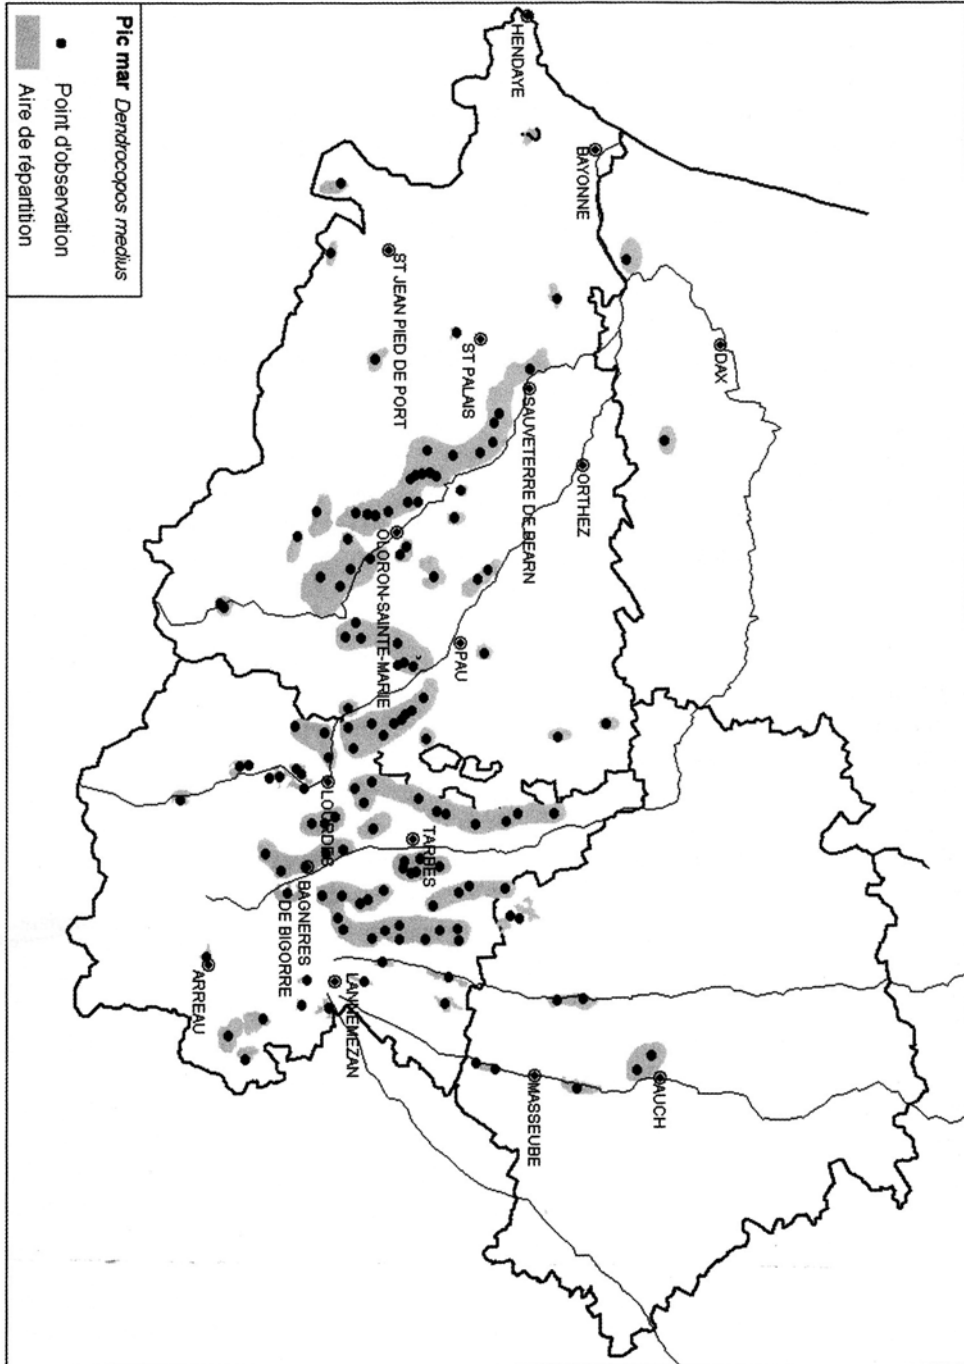 Pic mar Dendrocopos medius
Point d'observation
Aire de répartition
HENDAYE
?
BAYONNE
DAX
ST JEAN PIED DE PORT
ST PALAIS
SAUVETERRE DE BEARN
ORTHEZ
OLORON-SAINTE-MARIE
PAU
LOURDES
TARBES
BAGNERES
DE BIGORRE
ARREAU
LANNEMEZAN
MASSEUBE
AUCH